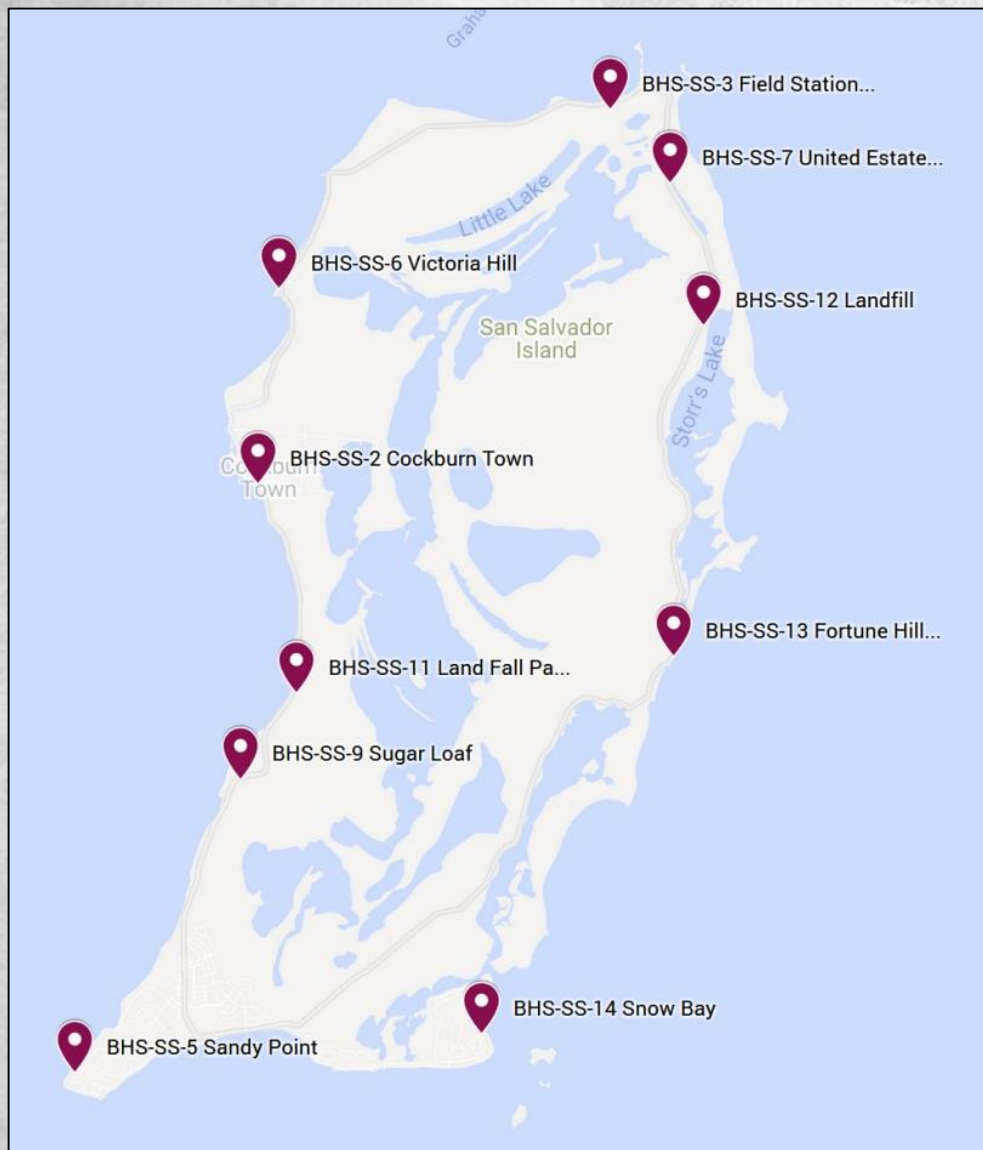 Graha
BHS-SS-3 Field Station...
BHS-SS-7 United Estate...
Little Lake
BHS-SS-6 Victoria Hill
BHS-SS-12 Landfill
San Salvador
Island
Storr's Lake
BHS-SS-2 Cockburn Town
Cockburn
Town
BHS-SS-13 Fortune Hill...
BHS-SS-11 Land Fall Pa...
BHS-SS-9 Sugar Loaf
BHS-SS-14 Snow Bay
BHS-SS-5 Sandy Point